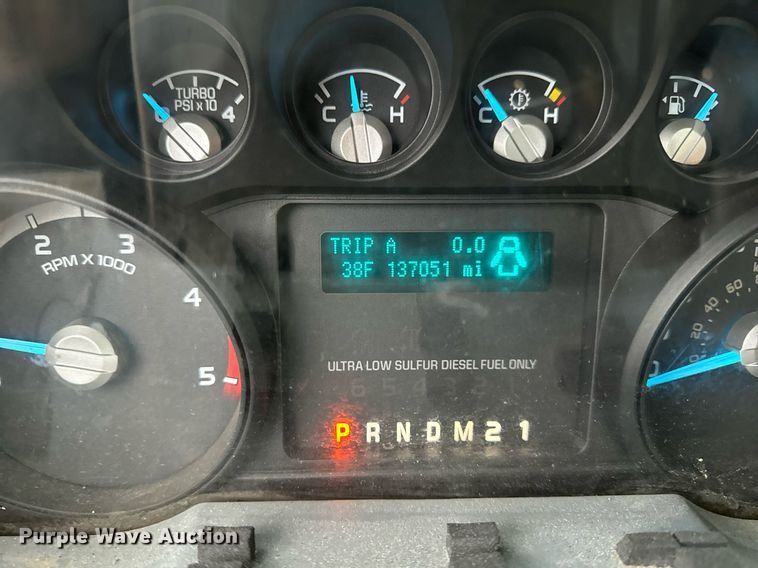 TURBO
PSI x 10
4
C H
C H
F
2 3
4
5
RPM X 1000
TRIP A 0.0
38F 137051 mi
ULTRA LOW SULFUR DIESEL FUEL ONLY
P R N D M 2 1
20
40
60
Purple Wave Auction